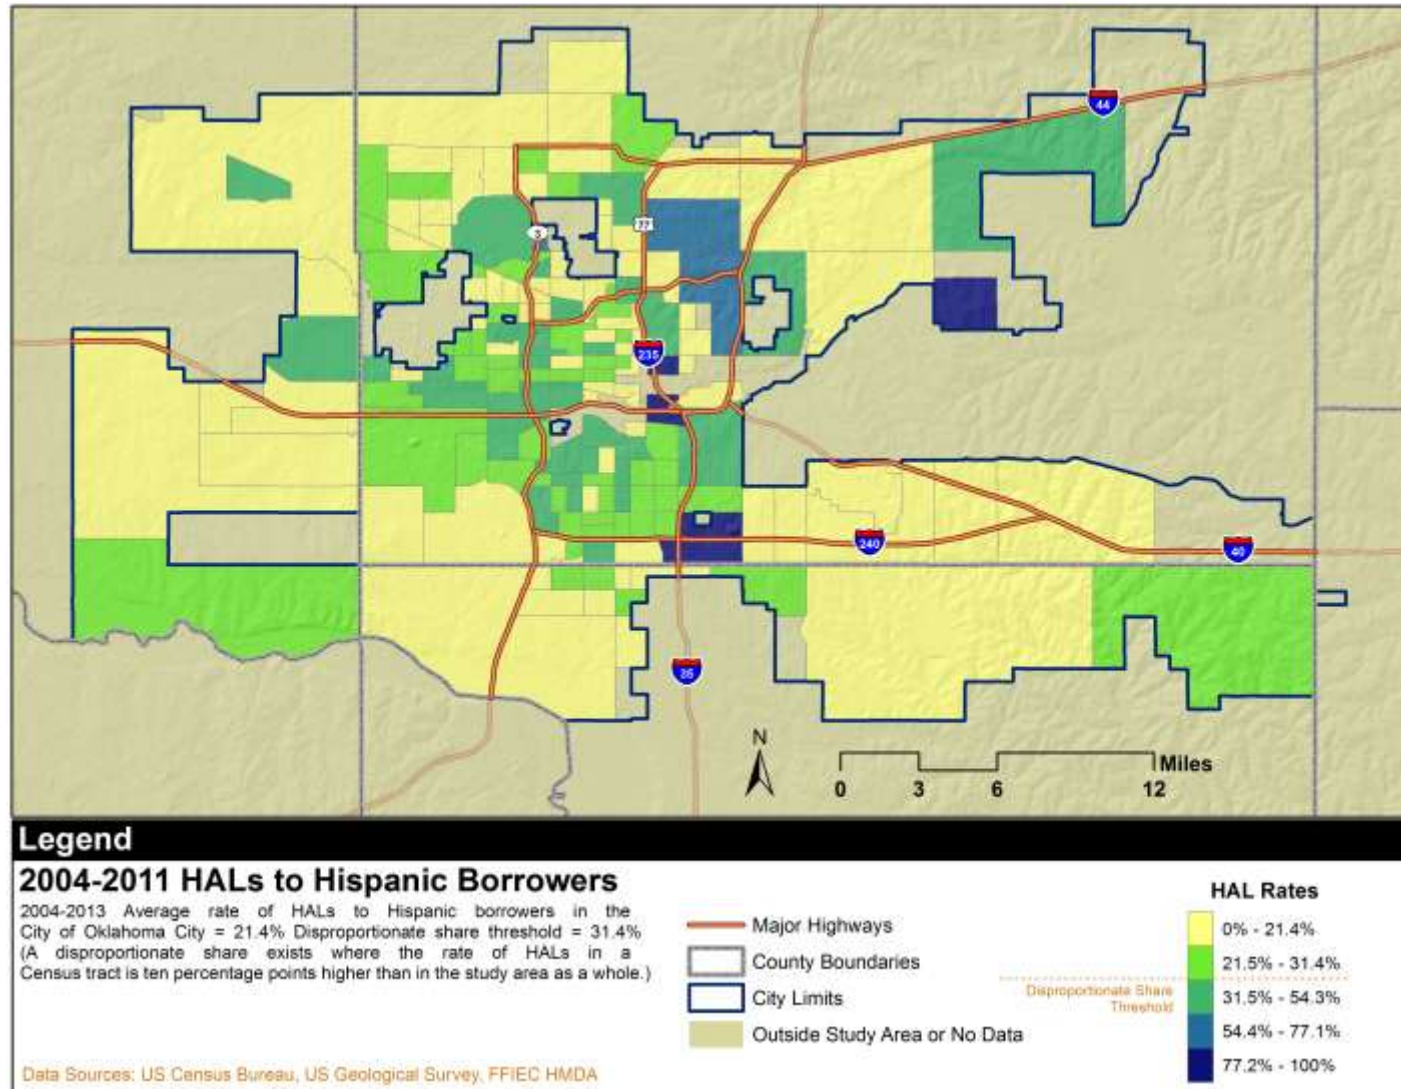 44
3
77
235
240
40
35
N
Miles
0 3 6 12
Legend
2004-2011 HALs to Hispanic Borrowers
2004-2013 Average rate of HALs to Hispanic borrowers in the
City of Oklahoma City = 21.4% Disproportionate share threshold = 31.4%
(A disproportionate share exists where the rate of HALs in a
Census tract is ten percentage points higher than in the study area as a whole.)
Data Sources: US Census Bureau, US Geological Survey, FFIEC HMDA
Major Highways
County Boundaries
City Limits
Outside Study Area or No Data
HAL Rates
0% - 21.4%
21.5% - 31.4%
Disproportionate Share
Threshold
31.5% - 54.3%
54.4% - 77.1%
77.2% - 100%